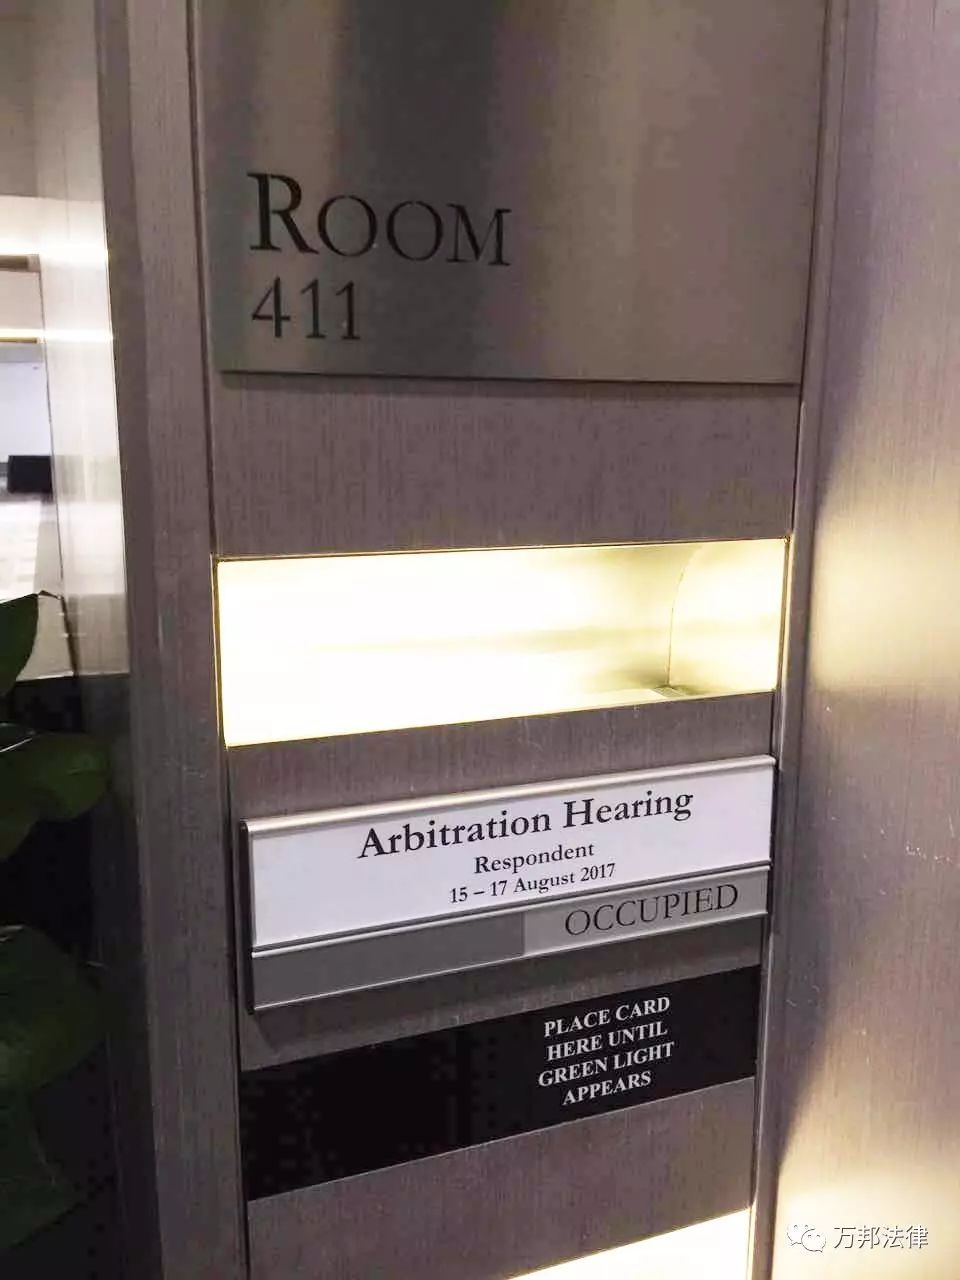 ROOM
411
Arbitration Hearing
Respondent
15 – 17 August 2017
OCCUPIED
PLACE CARD
HERE UNTIL
GREEN LIGHT
APPEARS
万邦法律